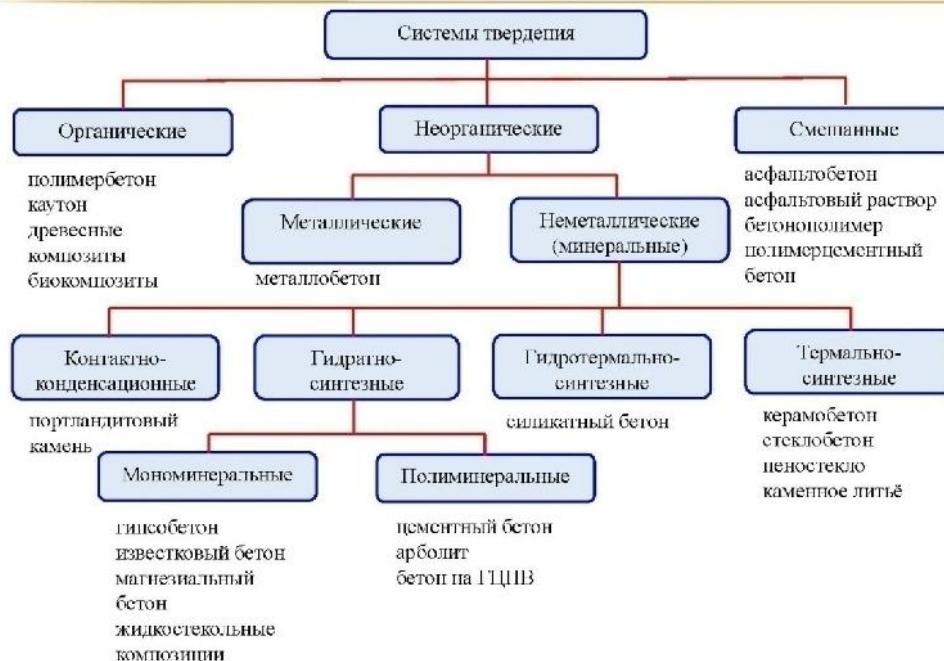 Системы твердения
Органические
Неорганические
Смешанные
полимербетон
каутон
древесные
композиты
биокомпозиты
асфальтобетон
асфальтовый раствор
бетонополимер
полимерцементный
бетон
Металлические
металлобетон
Неметаллические
(минеральные)
Контактно-
конденсационные
портландитовый
камень
Гидратно-
синтезные
Гидротермально-
синтезные
силикатный бетон
Термально-
синтезные
керамобетон
стеклобетон
пеностекло
каменное литьё
Мономинеральные
гипсобетон
известковый бетон
магнезиальный
бетон
жидкостекольные
композиции
Полиминеральные
цементный бетон
арболит
бетон на ГЦПВ